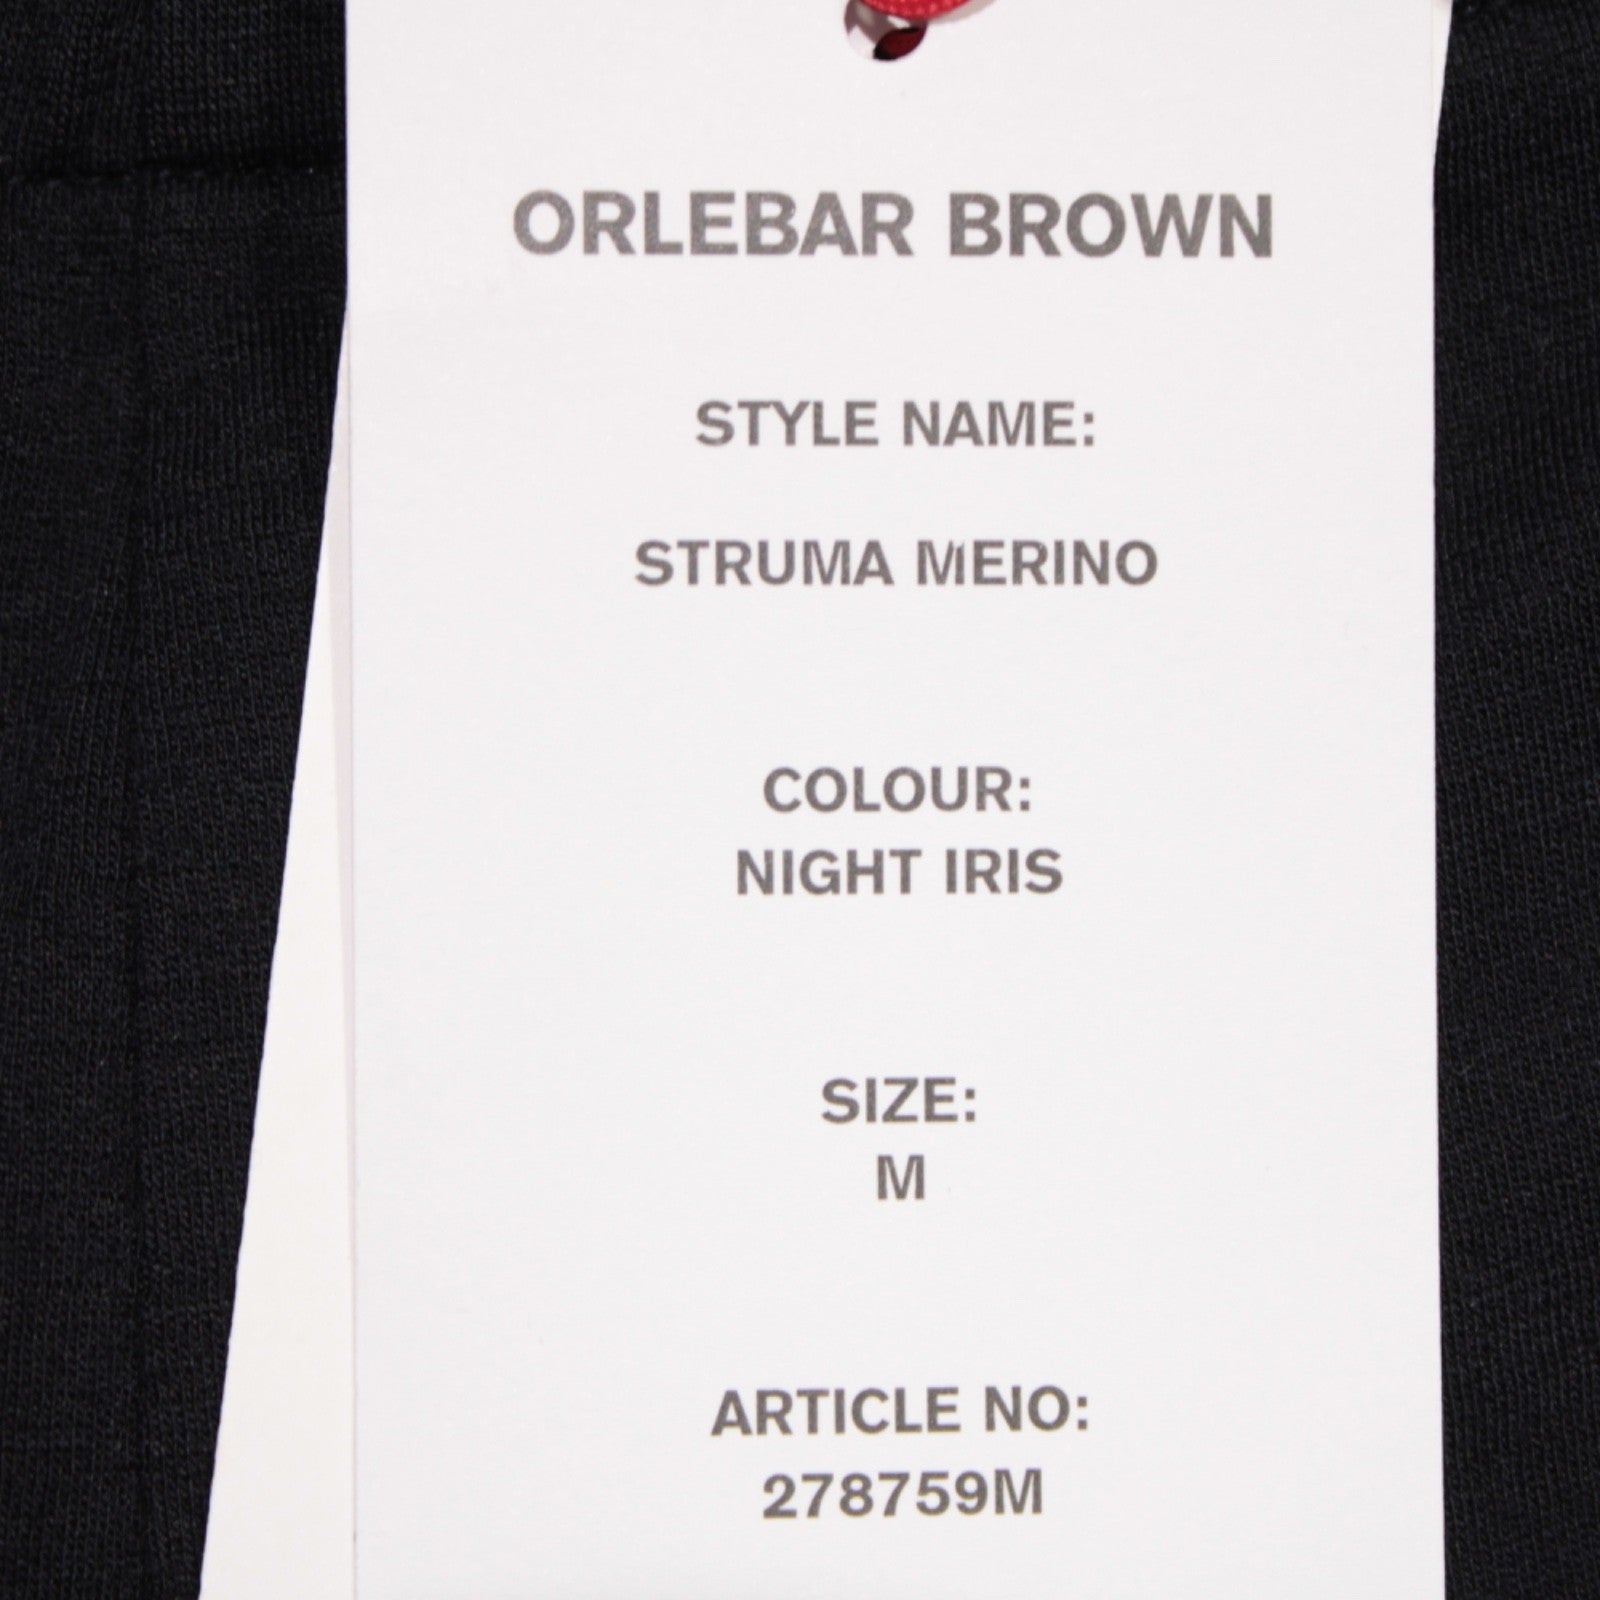 ORLEBAR BROWN
STYLE NAME:
STRUMA MERINO
COLOUR:
NIGHT IRIS
SIZE:
M
ARTICLE NO:
278759M